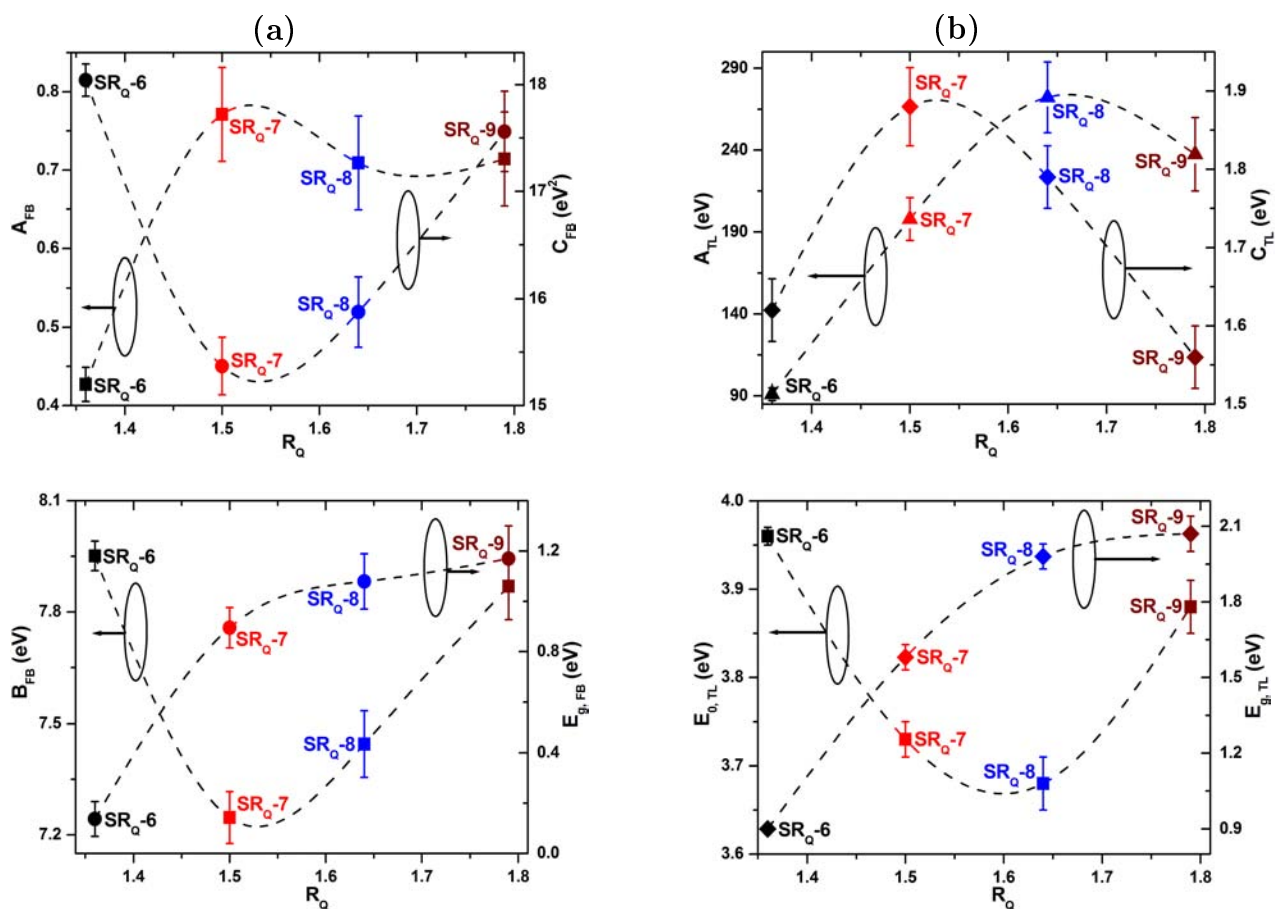 (a)
(b)
0.8
0.7
0.6
0.5
0.4
A_FB
18
17
16
15
C_FB (eV²)
SR_Q-6
SR_Q-7
SR_Q-8
SR_Q-9
SR_Q-6
SR_Q-7
SR_Q-8
1.4 1.5 1.6 1.7 1.8
R_Q
290
240
190
140
90
A_TL (eV)
1.9
1.8
1.7
1.6
1.5
C_TL (eV)
SR_Q-7
SR_Q-8
SR_Q-8
SR_Q-9
SR_Q-7
SR_Q-9
SR_Q-6
1.4 1.5 1.6 1.7 1.8
R_Q
8.1
7.8
7.5
7.2
B_FB (eV)
1.2
0.8
0.4
0.0
E_g, FB (eV)
SR_Q-6
SR_Q-9
SR_Q-8
SR_Q-7
SR_Q-8
SR_Q-6
SR_Q-7
1.4 1.5 1.6 1.7 1.8
R_Q
4.0
3.9
3.8
3.7
3.6
E_0, TL (eV)
2.1
1.8
1.5
1.2
0.9
E_g, TL (eV)
SR_Q-6
SR_Q-9
SR_Q-8
SR_Q-9
SR_Q-7
SR_Q-7
SR_Q-8
SR_Q-6
1.4 1.5 1.6 1.7 1.8
R_Q